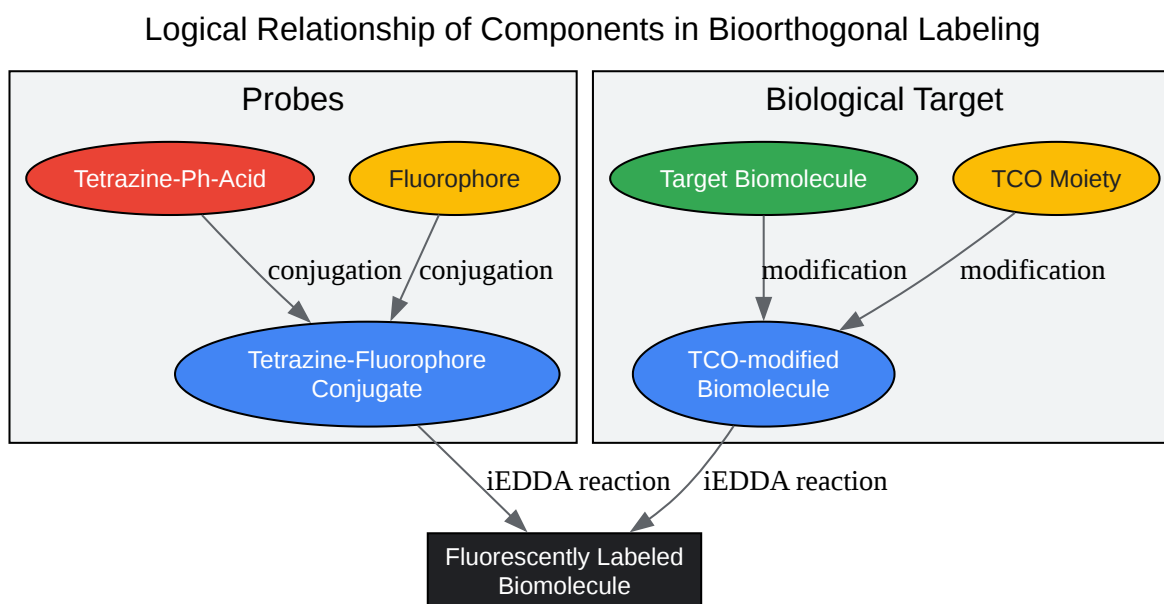 Logical Relationship of Components in Bioorthogonal Labeling
Probes
Biological Target
Tetrazine-Ph-Acid
Fluorophore
Target Biomolecule
TCO Moiety
conjugation
conjugation
modification
modification
Tetrazine-Fluorophore
Conjugate
TCO-modified
Biomolecule
iEDDA reaction
iEDDA reaction
Fluorescently Labeled
Biomolecule